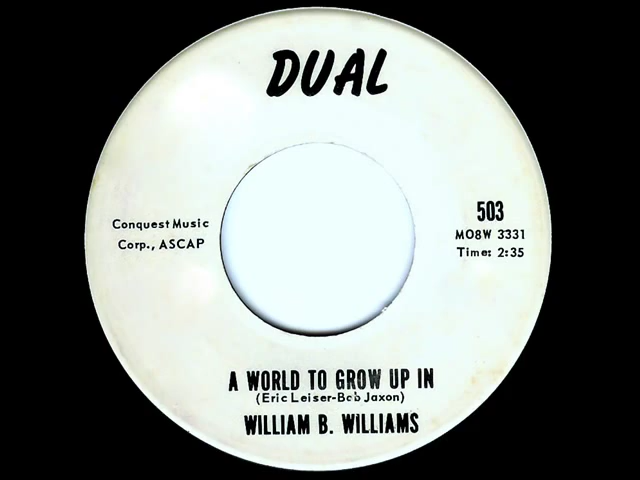 DUAL
Conquest Music
Corp., ASCAP
503
MO8W 3331
Time: 2:35
A WORLD TO GROW UP IN
(Eric Leiser-Bob Jaxon)
WILLIAM B. WILLIAMS